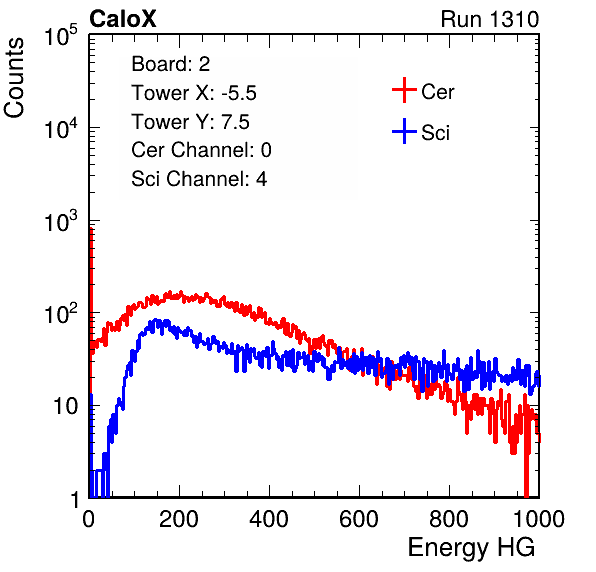 CaloX Run 1310
Counts
10^5
10^4
10^3
10^2
10
1
Board: 2
Tower X: -5.5
Tower Y: 7.5
Cer Channel: 0
Sci Channel: 4
Cer
Sci
0 200 400 600 800 1000
Energy HG